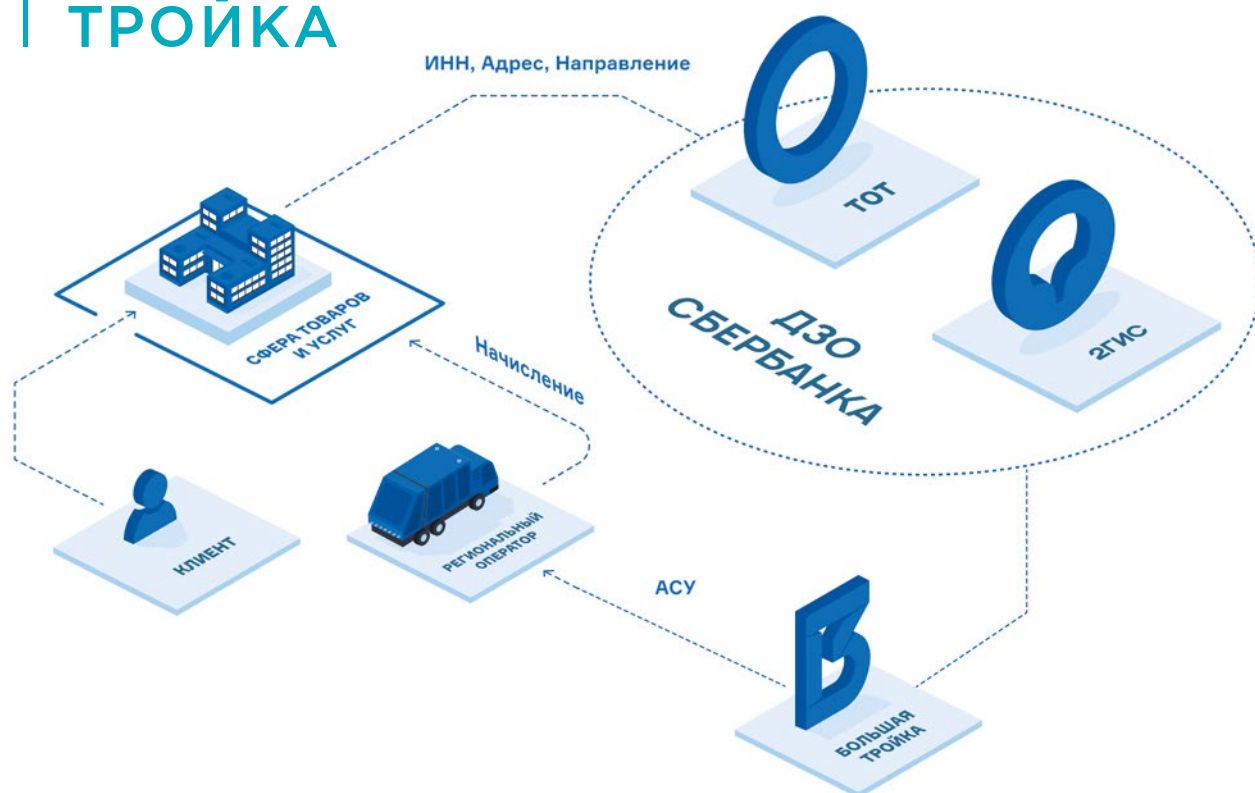 ТРОЙКА
ИНН, Адрес, Направление
ТОТ
2ГИС
ДЗО
СБЕРБАНКА
СФЕРА ТОВАРОВ
И УСЛУГ
Начисление
КЛИЕНТ
РЕГИОНАЛЬНЫЙ
ОПЕРАТОР
АСУ
БОЛЬШАЯ
ТРОЙКА